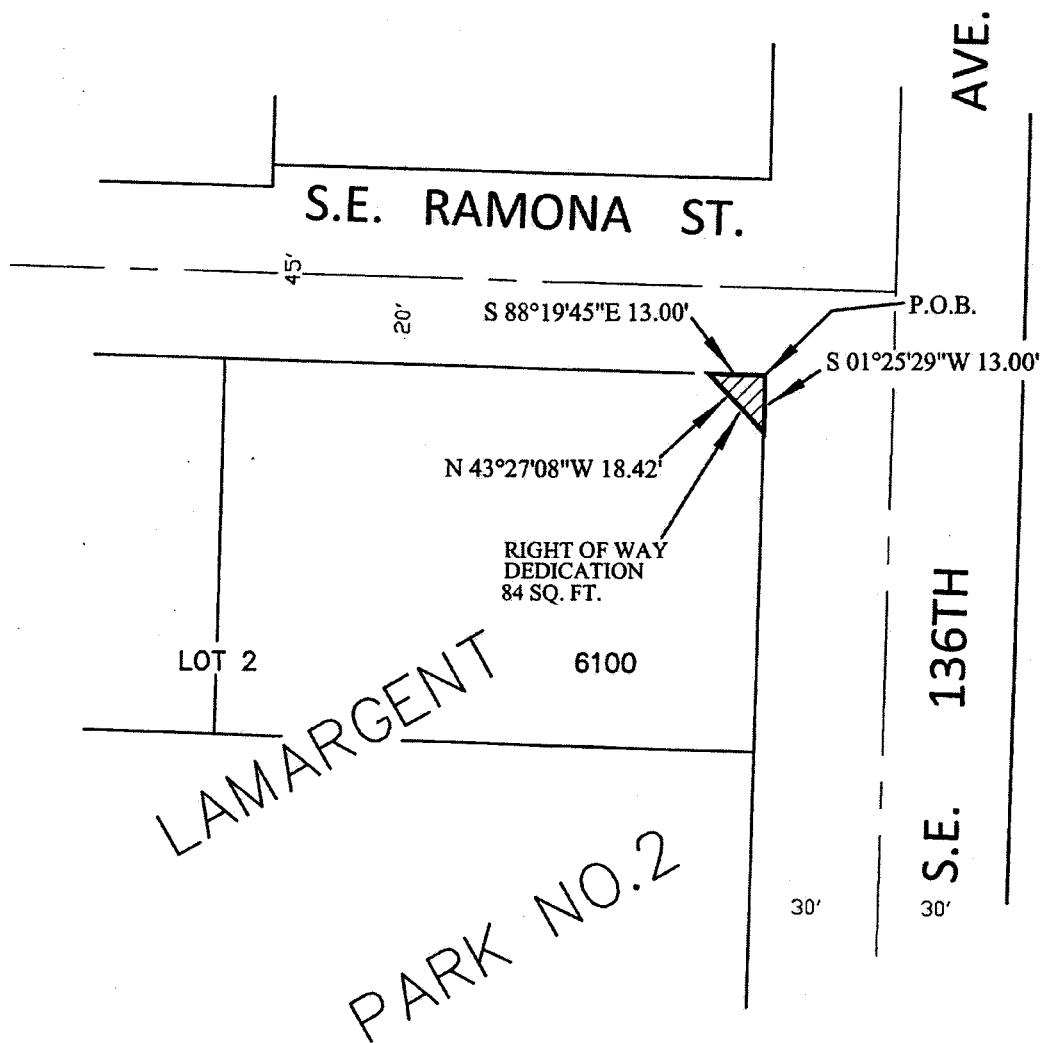 AVE.
S.E. RAMONA ST.
45'
20'
S 88°19'45"E 13.00'
P.O.B.
S 01°25'29"W 13.00'
N 43°27'08"W 18.42'
RIGHT OF WAY
DEDICATION
84 SQ. FT.
LOT 2
6100
LAMARGENT
PARK NO.2
S.E. 136TH
30'
30'